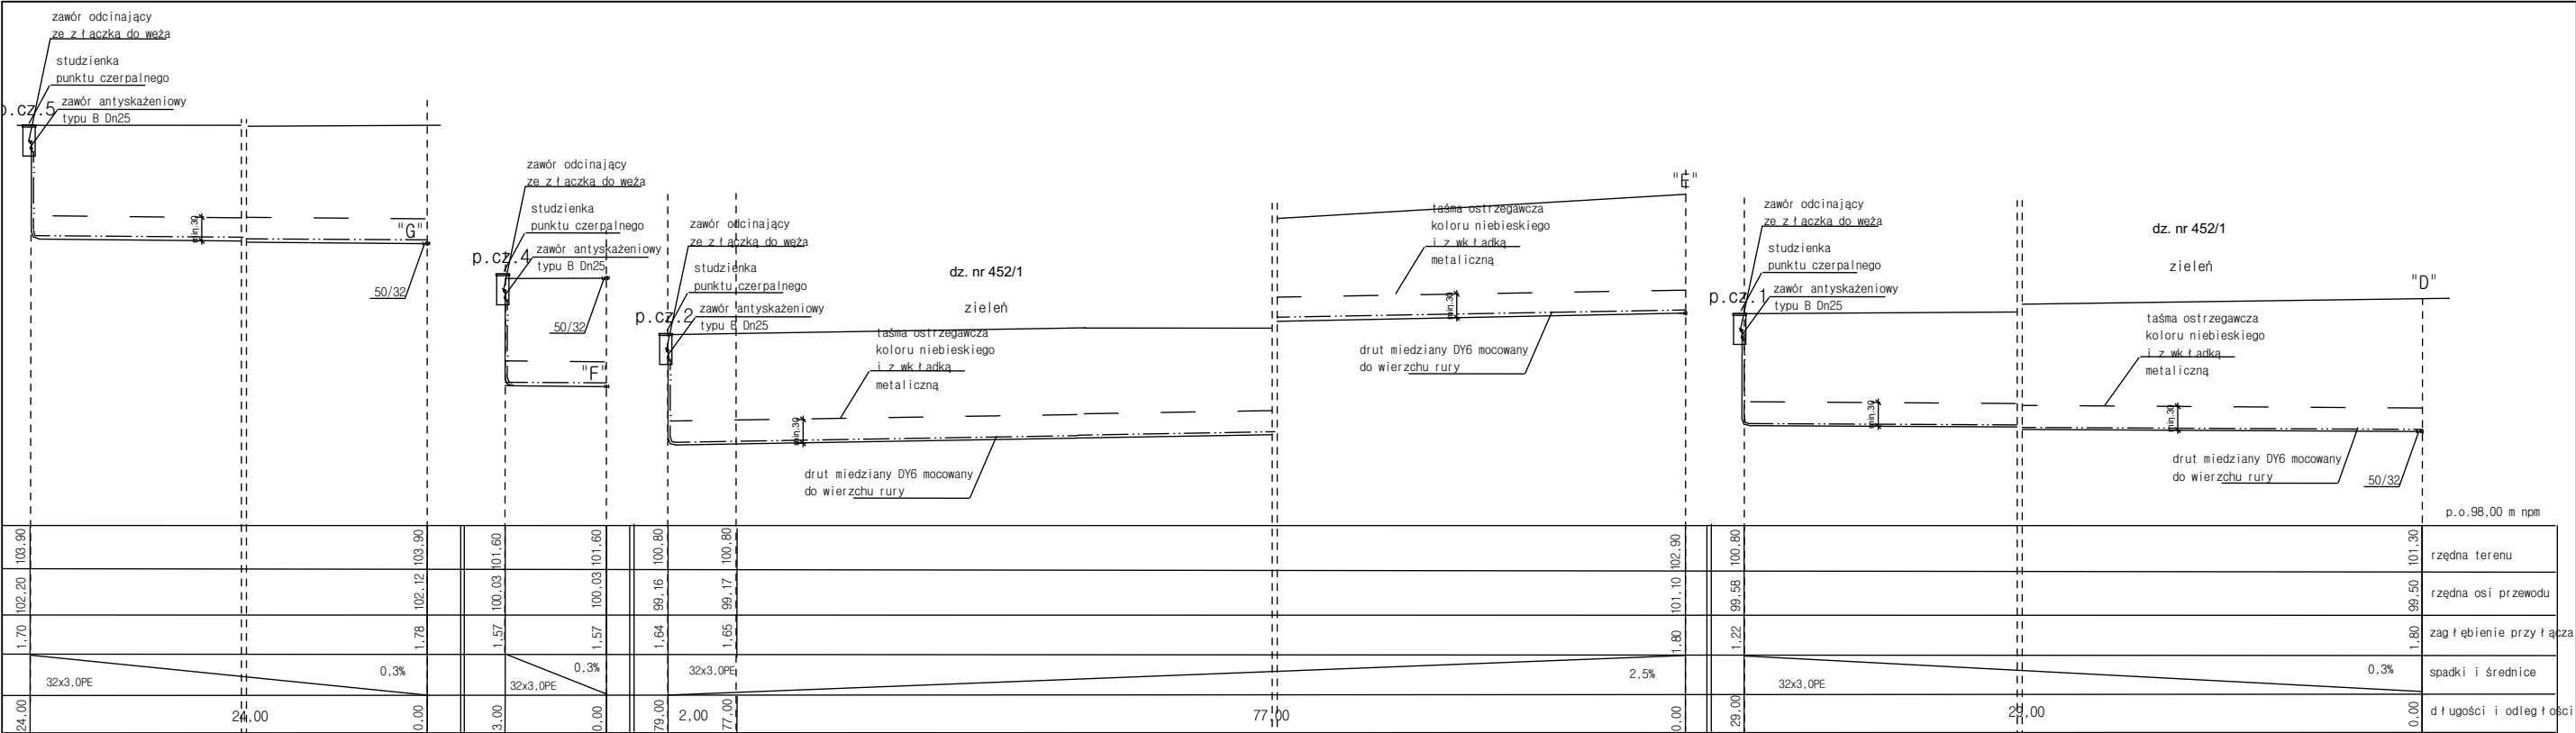 zawór odcinający
ze złączką do węża
studzienka
punktu czerpalnego
p.cz.5
zawór antyskażeniowy
typu B Dn25
min.30
"G"
50/32
zawór odcinający
ze złączką do węża
studzienka
punktu czerpalnego
p.cz.4
zawór antyskażeniowy
typu B Dn25
50/32
"F"
zawór odcinający
ze złączką do węża
studzienka
punktu czerpalnego
p.cz.2
zawór antyskażeniowy
typu B Dn25
dz. nr 452/1
zieleń
taśma ostrzegawcza
koloru niebieskiego
i z wkładką
metaliczną
min.30
drut miedziany DY6 mocowany
do wierzchu rury
"E"
taśma ostrzegawcza
koloru niebieskiego
i z wkładką
metaliczną
min.30
drut miedziany DY6 mocowany
do wierzchu rury
zawór odcinający
ze złączką do węża
studzienka
punktu czerpalnego
p.cz.1
zawór antyskażeniowy
typu B Dn25
dz. nr 452/1
zieleń
"D"
taśma ostrzegawcza
koloru niebieskiego
i z wkładką
metaliczną
min.30
min.30
drut miedziany DY6 mocowany
do wierzchu rury
50/32
p.o.98,00 m npm
103,90 103,90 101,60 101,60 100,80 100,80 102,90 100,80 101,30 rzędna terenu
102,20 102,12 100,03 100,03 99,16 99,17 101,10 99,58 99,50 rzędna osi przewodu
1,70 1,78 1,57 1,57 1,64 1,65 1,80 1,22 1,80 zagłębienie przyłącza
32x3,0PE 0,3% 32x3,0PE 0,3% 32x3,0PE 2,5% 32x3,0PE 0,3% spadki i średnice
24,00 24,00 0,00 3,00 0,00 79,00 2,00 77,00 77,00 0,00 29,00 29,00 0,00 długości i odległości